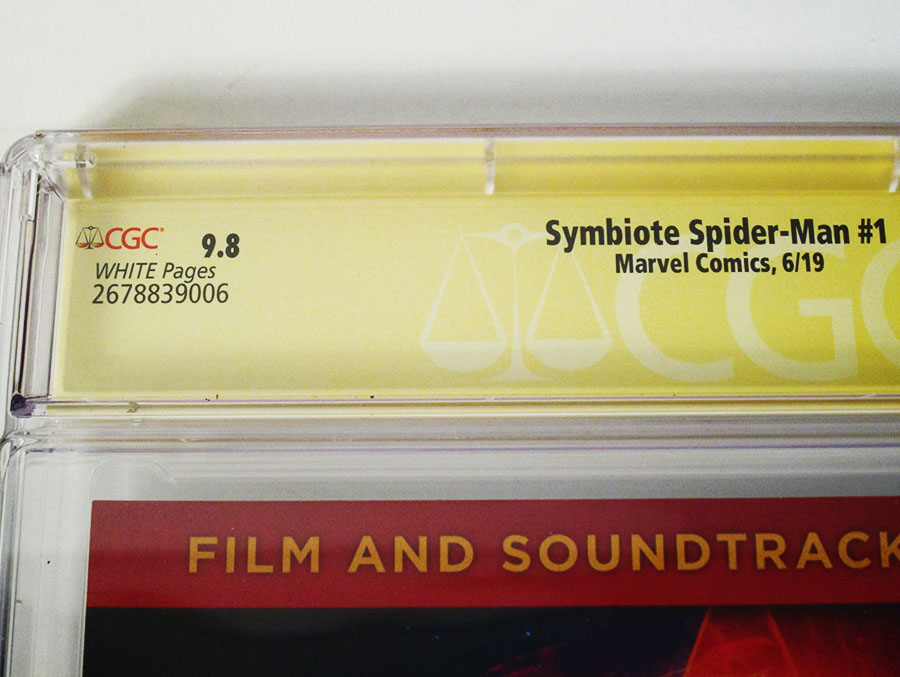 CGC
9.8
WHITE Pages
2678839006
Symbiote Spider-Man #1
Marvel Comics, 6/19
CGC
FILM AND SOUNDTRACK